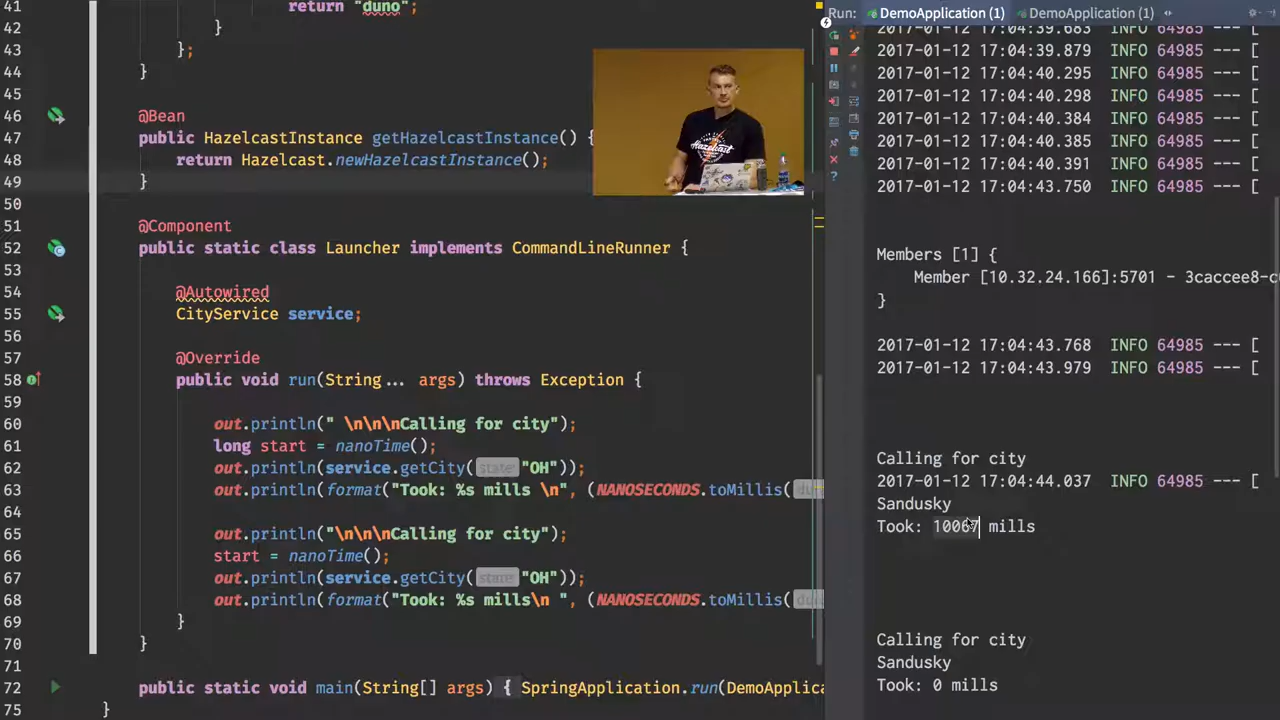 41 return "duno";
42 }
43 };
44 }
45
46 @Bean
47 public HazelcastInstance getHazelcastInstance() {
48 return Hazelcast.newHazelcastInstance();
49 }
50
51 @Component
52 public static class Launcher implements CommandLineRunner {
53
54 @Autowired
55 CityService service;
56
57 @Override
58 public void run(String... args) throws Exception {
59
60 out.println(" \n\n\nCalling for city");
61 long start = nanoTime();
62 out.println(service.getCity( state: "OH"));
63 out.println(format("Took: %s mills \n", (NANOSECONDS.toMillis(
64
65 out.println("\n\n\nCalling for city");
66 start = nanoTime();
67 out.println(service.getCity( state: "OH"));
68 out.println(format("Took: %s mills\n ", (NANOSECONDS.toMillis(
69 }
70 }
71
72 public static void main(String[] args) { SpringApplication.run(DemoApplica
75 }
Hazelcast
Run: DemoApplication (1) DemoApplication (1)
2017-01-12 17:04:39.683 INFO 64985 --- [
2017-01-12 17:04:39.879 INFO 64985 --- [
2017-01-12 17:04:40.295 INFO 64985 --- [
2017-01-12 17:04:40.298 INFO 64985 --- [
2017-01-12 17:04:40.384 INFO 64985 --- [
2017-01-12 17:04:40.385 INFO 64985 --- [
2017-01-12 17:04:40.391 INFO 64985 --- [
2017-01-12 17:04:43.750 INFO 64985 --- [
Members [1] {
Member [10.32.24.166]:5701 - 3caccee8-c
}
2017-01-12 17:04:43.768 INFO 64985 --- [
2017-01-12 17:04:43.979 INFO 64985 --- [
Calling for city
2017-01-12 17:04:44.037 INFO 64985 --- [
Sandusky
Took: 10067 mills
Calling for city
Sandusky
Took: 0 mills